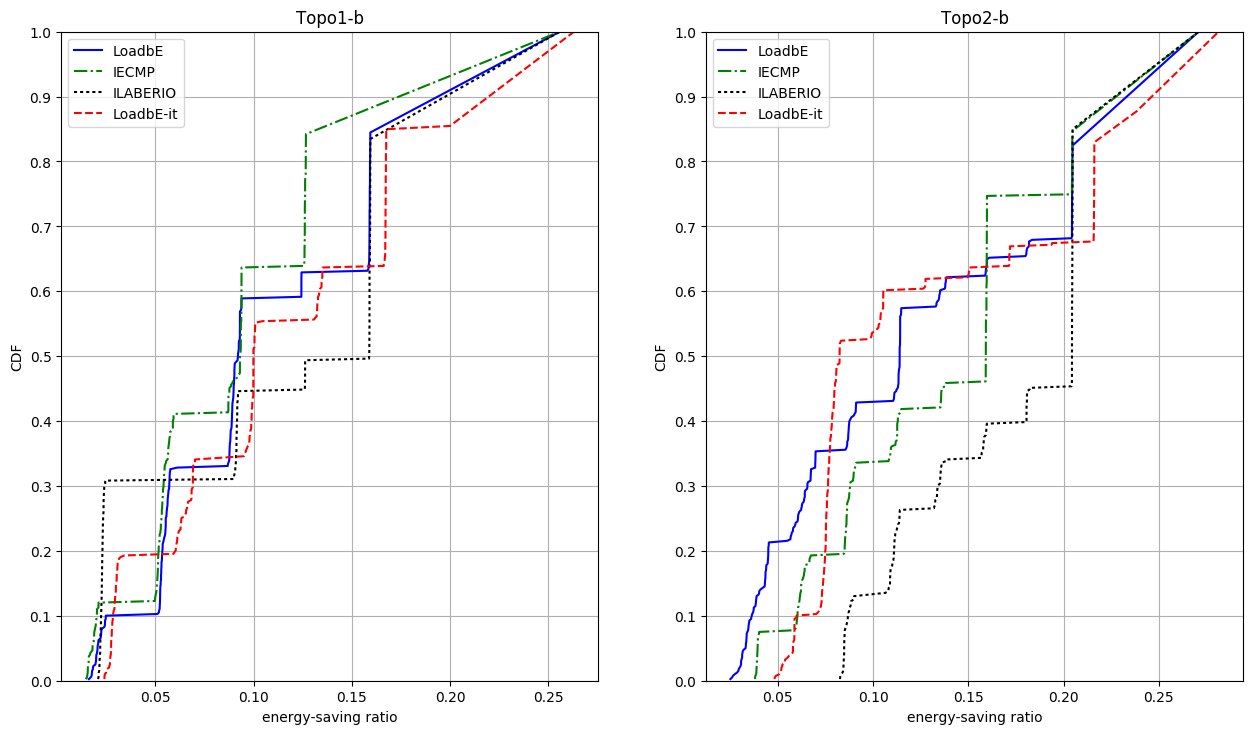 Topo1-b
LoadbE
IECMP
ILABERIO
LoadbE-it
1.0
0.9
0.8
0.7
0.6
0.5
0.4
0.3
0.2
0.1
0.0
CDF
0.05 0.10 0.15 0.20 0.25
energy-saving ratio
Topo2-b
LoadbE
IECMP
ILABERIO
LoadbE-it
1.0
0.9
0.8
0.7
0.6
0.5
0.4
0.3
0.2
0.1
0.0
CDF
0.05 0.10 0.15 0.20 0.25
energy-saving ratio